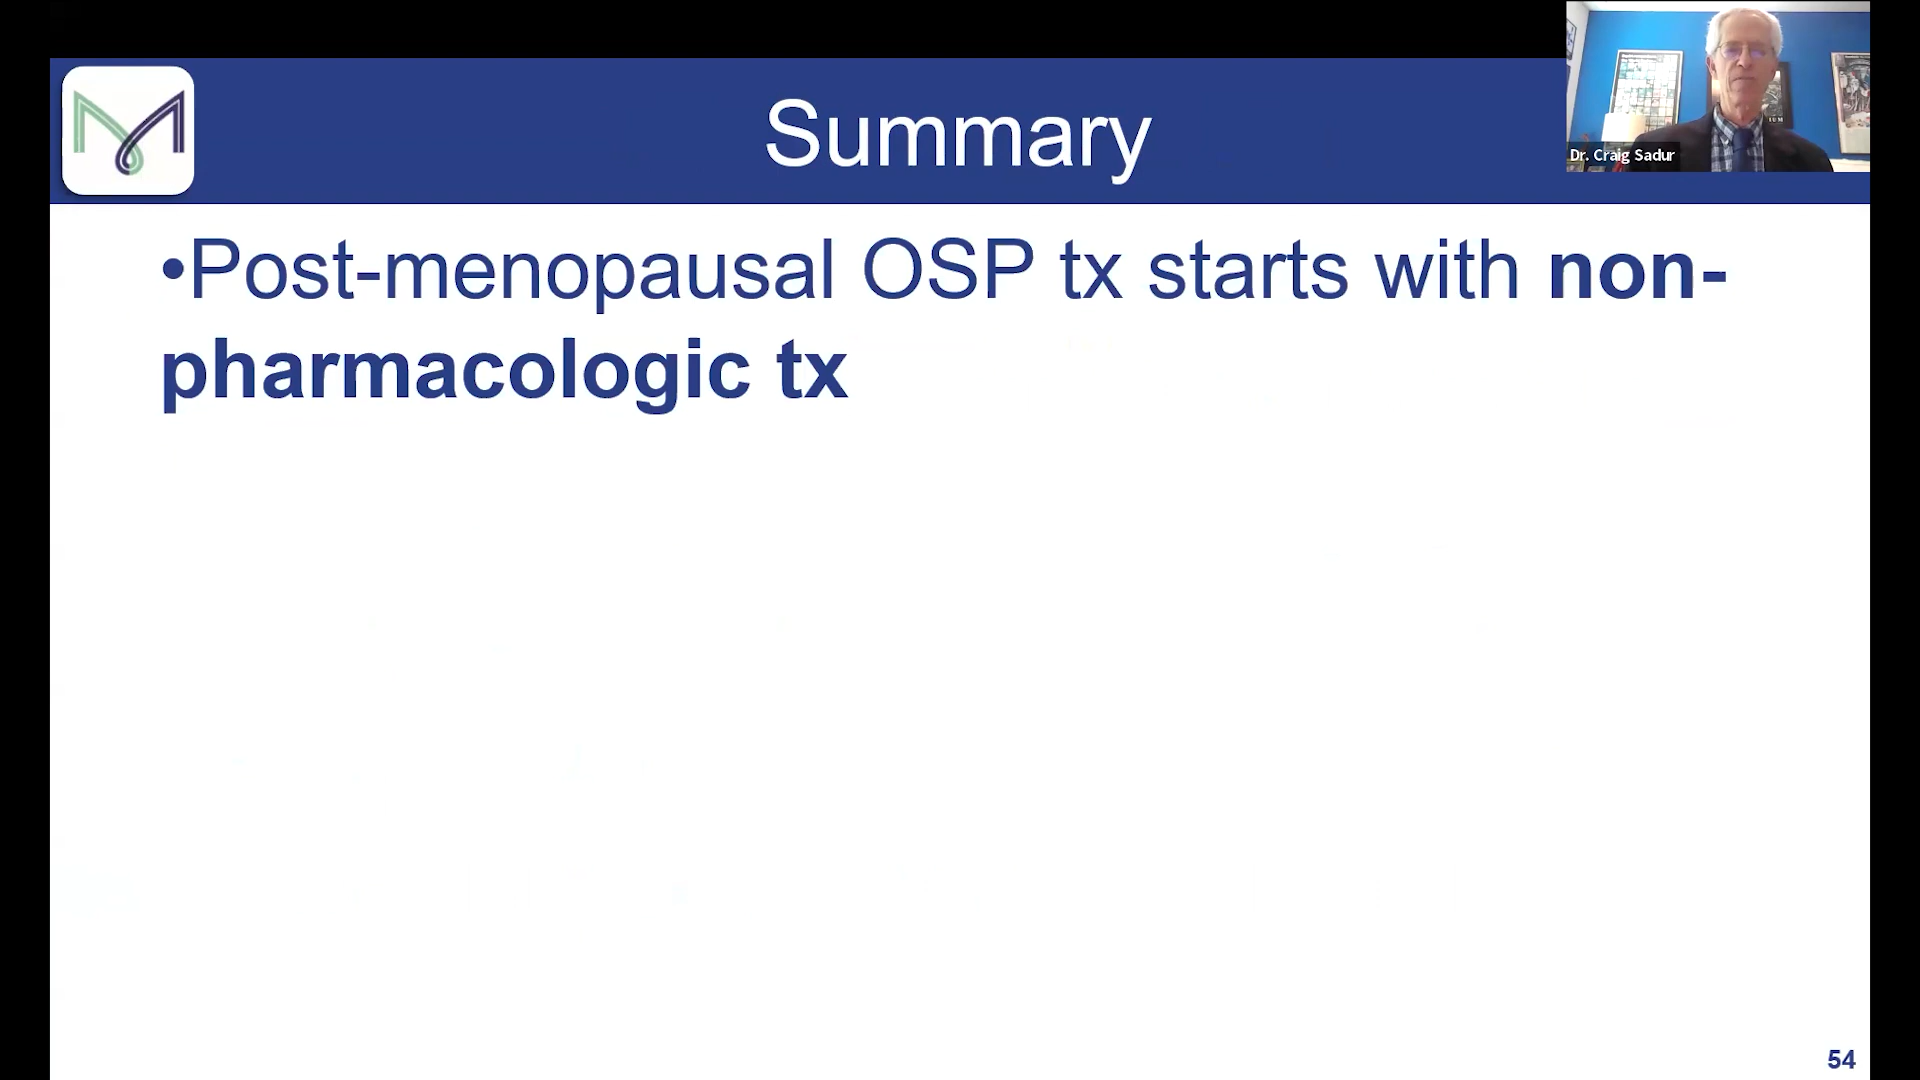 Summary
Dr. Craig Sadur
•Post-menopausal OSP tx starts with non-
pharmacologic tx
54